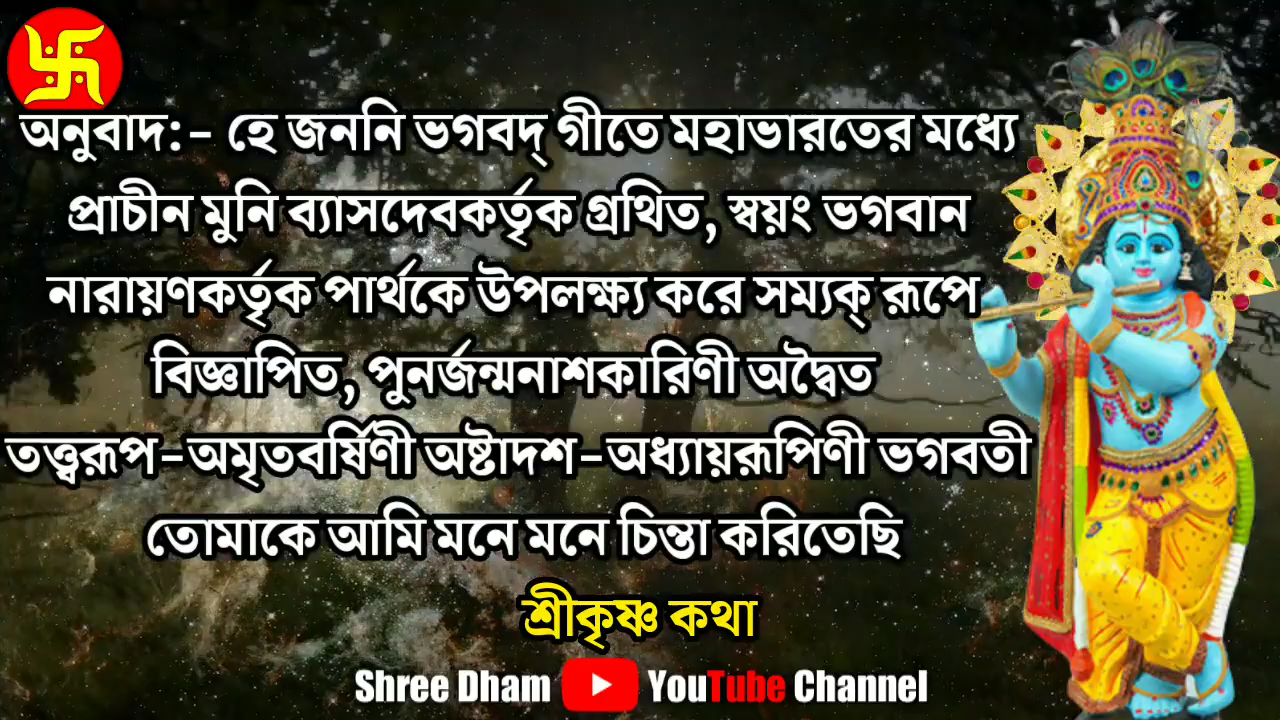 অনুবাদ:- হে জননি ভগবদ্ গীতে মহাভারতের মধ্যে
প্রাচীন মুনি ব্যাসদেবকর্তৃক গ্রথিত, স্বয়ং ভগবান
নারায়ণকর্তৃক পার্থকে উপলক্ষ্য করে সম্যক্ রূপে
বিজ্ঞাপিত, পুনর্জন্মনাশকারিণী অদ্বৈত
তত্ত্বরূপ-অমৃতবর্ষিণী অষ্টাদশ-অধ্যায়রূপিণী ভগবতী
তোমাকে আমি মনে মনে চিন্তা করিতেছি
শ্রীকৃষ্ণ কথা
Shree Dham YouTube Channel